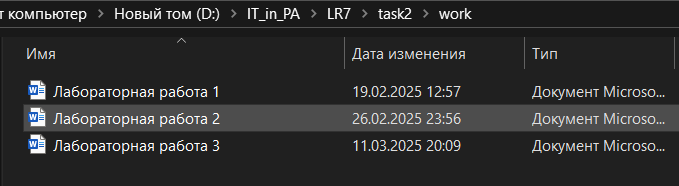 т компьютер > Новый том (D:) > IT_in_PA > LR7 > task2 > work
Имя Дата изменения Тип
Лабораторная работа 1 19.02.2025 12:57 Документ Microso...
Лабораторная работа 2 26.02.2025 23:56 Документ Microso...
Лабораторная работа 3 11.03.2025 20:09 Документ Microso...